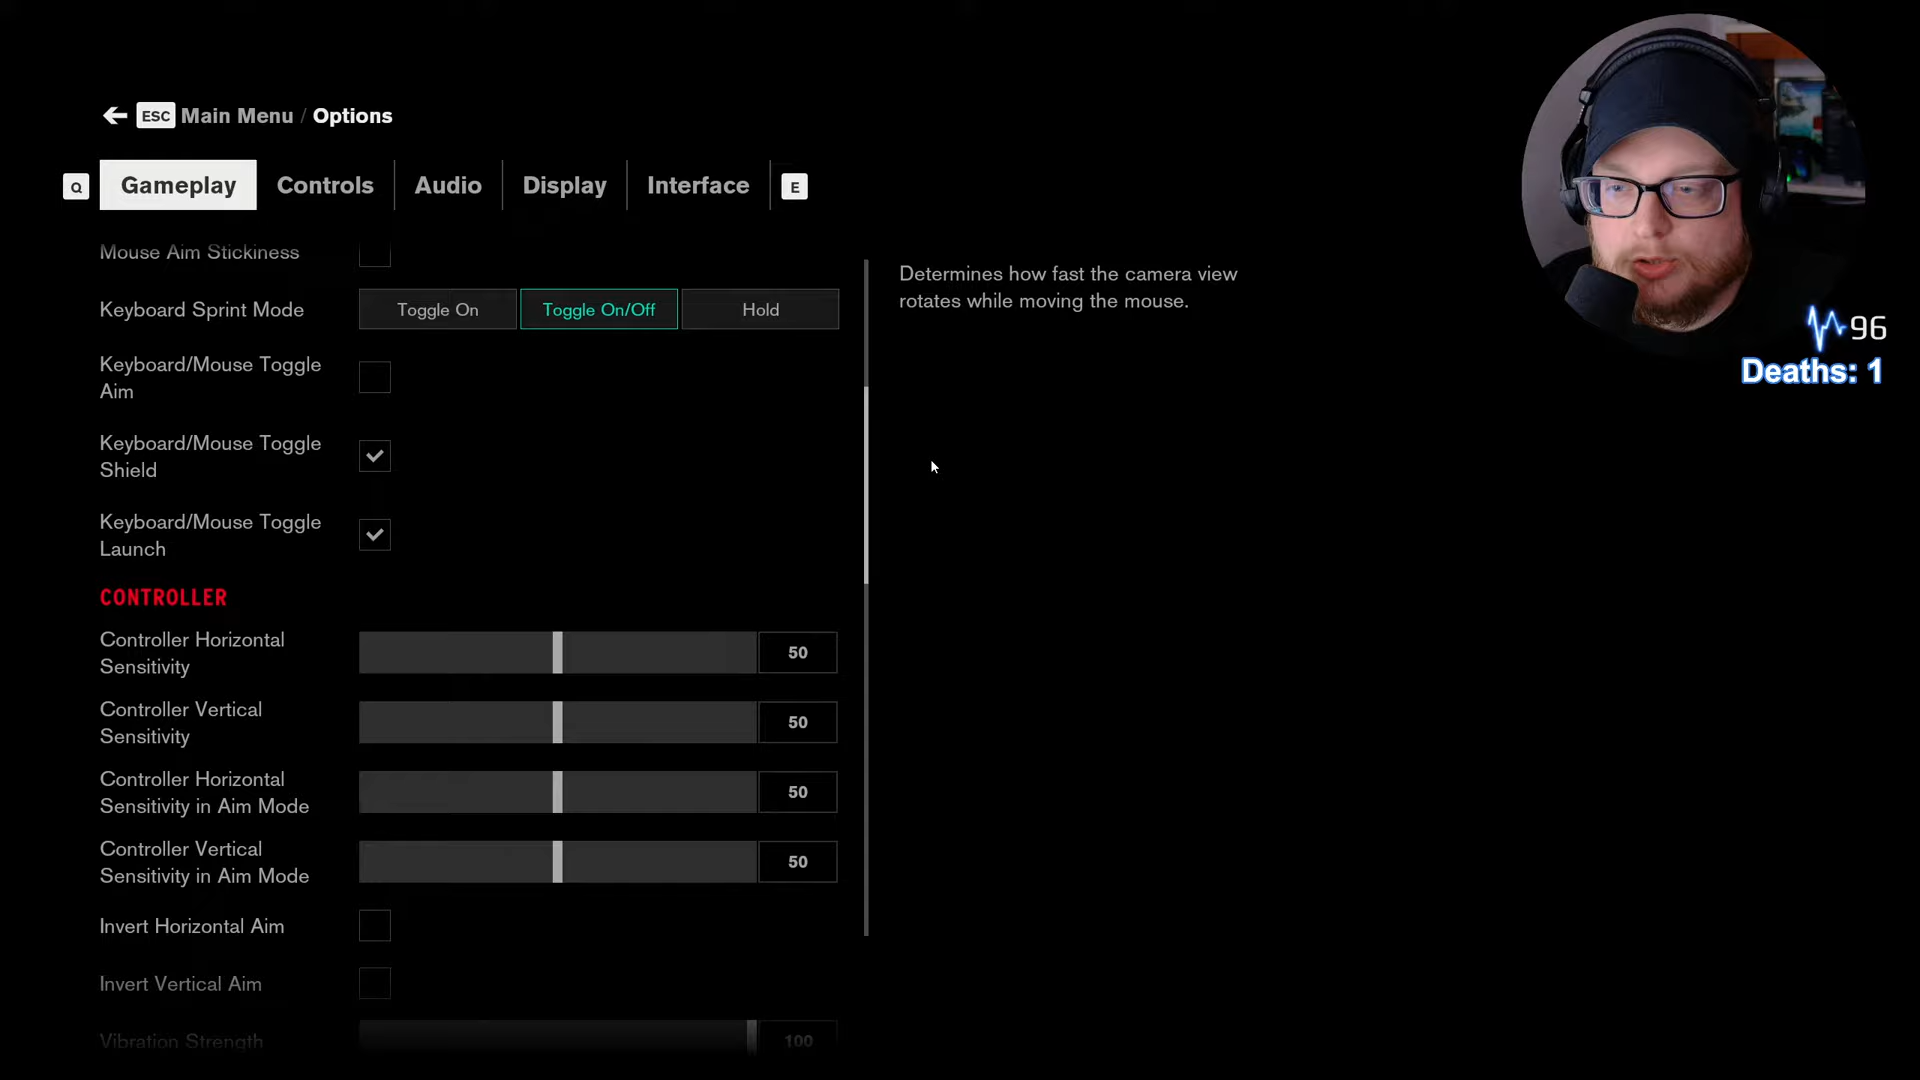 ESC Main Menu / Options
Q Gameplay Controls Audio Display Interface E
Mouse Aim Stickiness
Determines how fast the camera view
rotates while moving the mouse.
Keyboard Sprint Mode Toggle On Toggle On/Off Hold
96
Deaths: 1
Keyboard/Mouse Toggle
Aim
Keyboard/Mouse Toggle
Shield
Keyboard/Mouse Toggle
Launch
CONTROLLER
Controller Horizontal
Sensitivity
50
Controller Vertical
Sensitivity
50
Controller Horizontal
Sensitivity in Aim Mode
50
Controller Vertical
Sensitivity in Aim Mode
50
Invert Horizontal Aim
Invert Vertical Aim
Vibration Strength 100